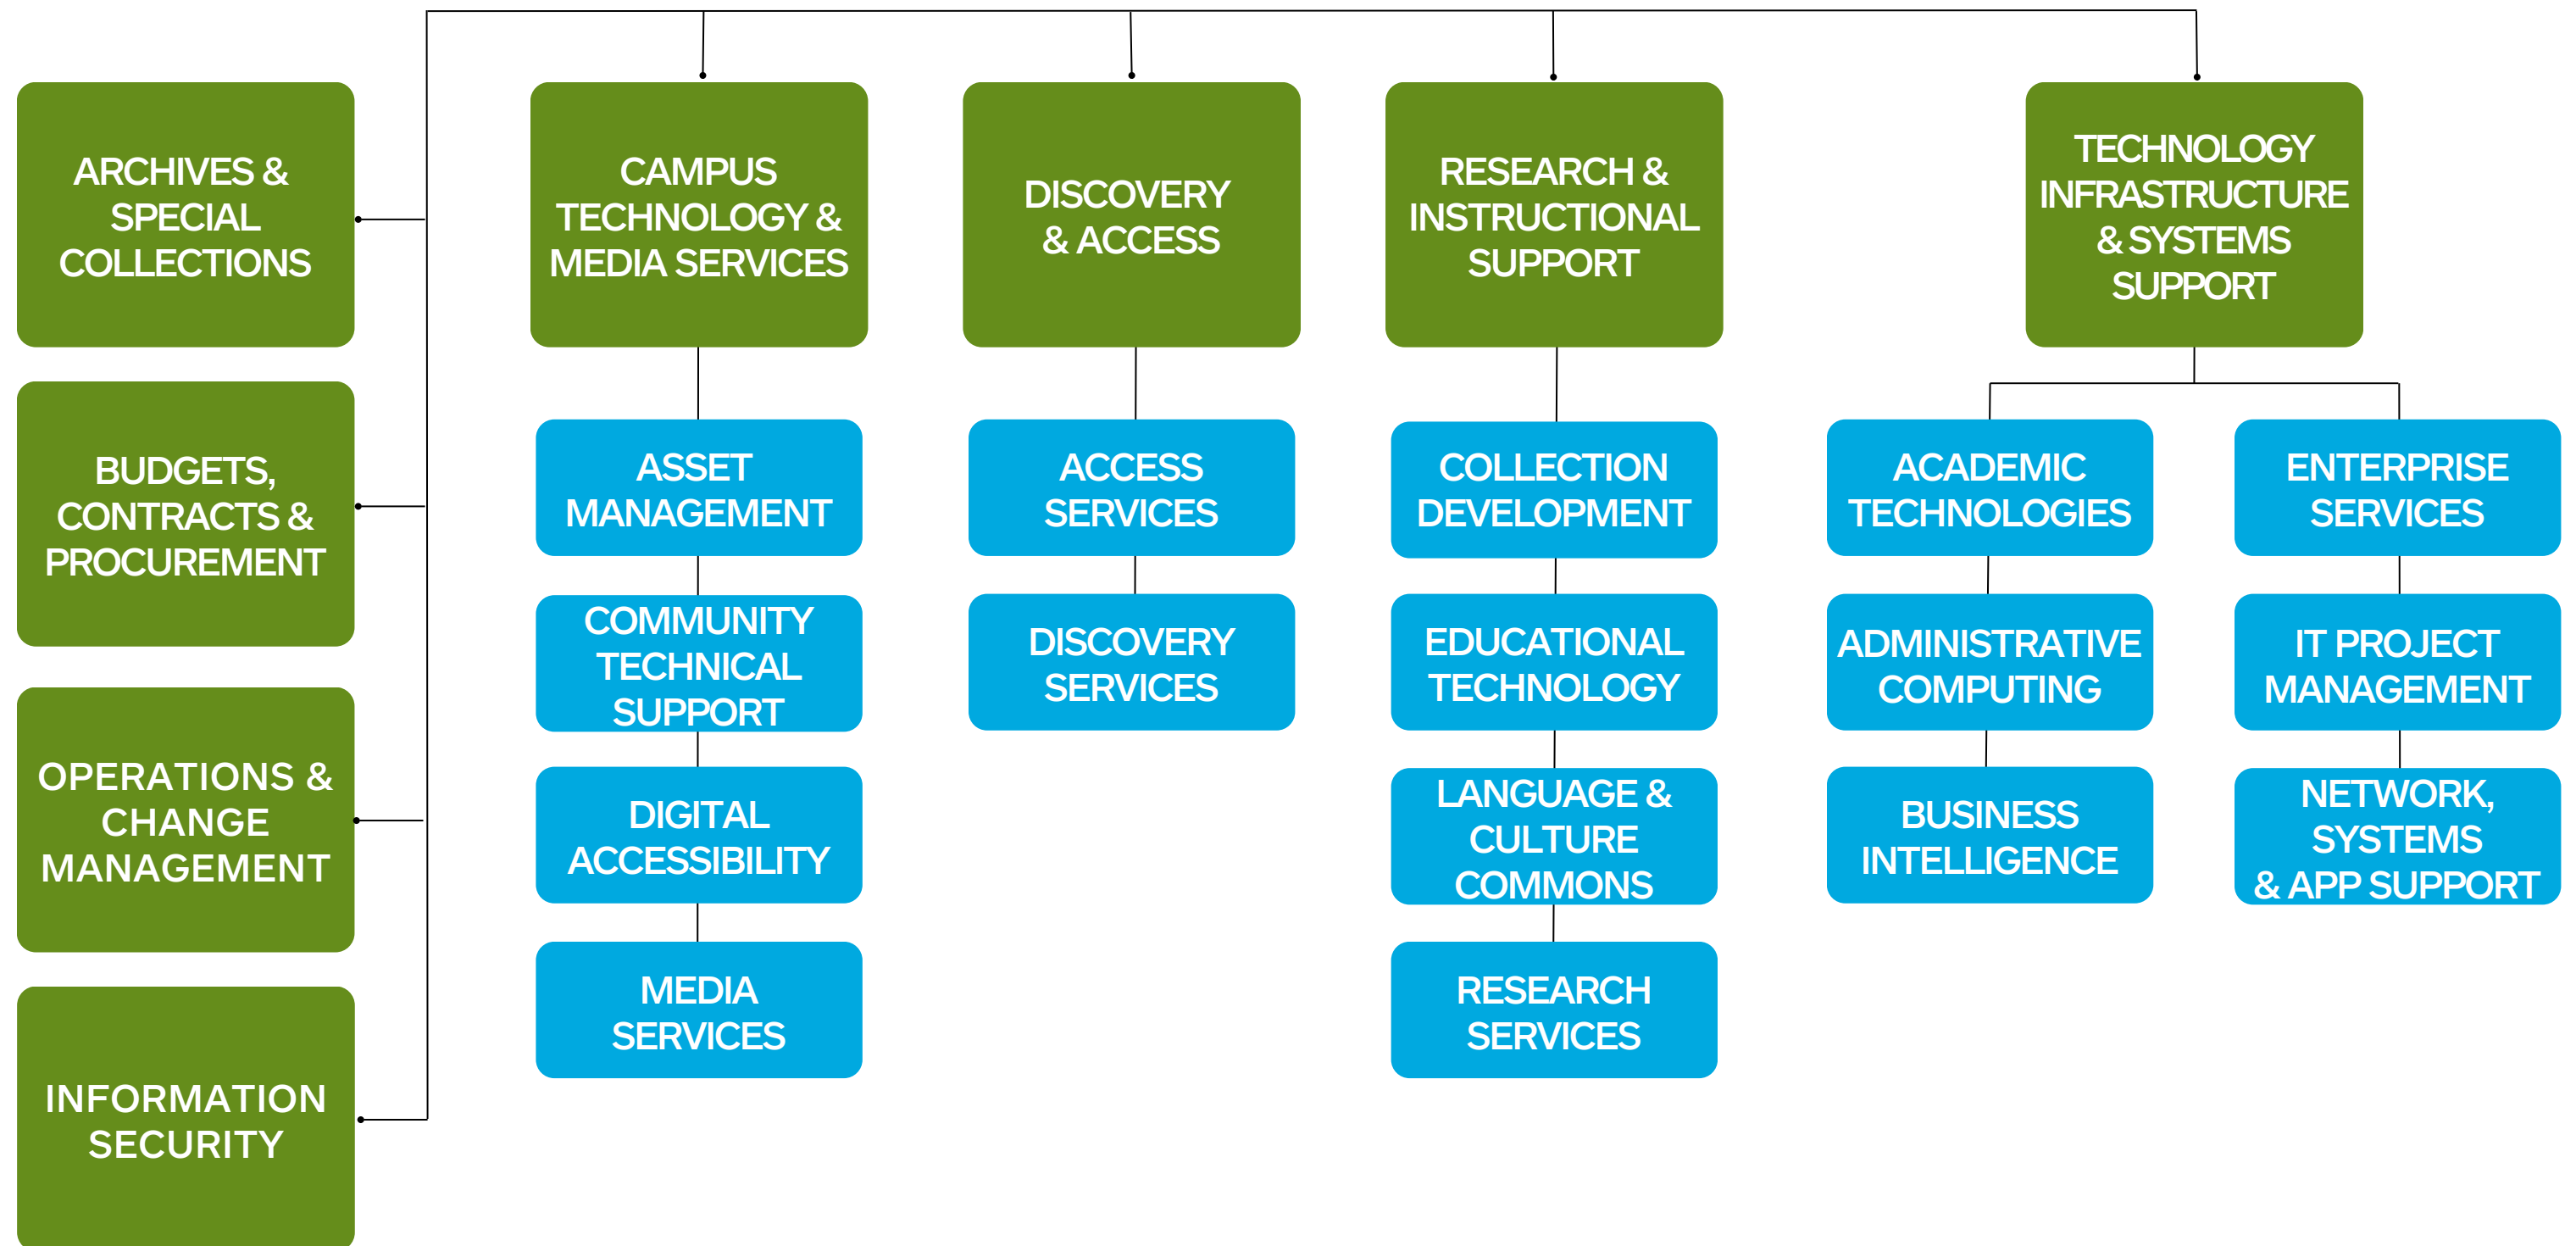 ARCHIVES &
SPECIAL
COLLECTIONS
BUDGETS,
CONTRACTS &
PROCUREMENT
OPERATIONS &
CHANGE
MANAGEMENT
INFORMATION
SECURITY
CAMPUS
TECHNOLOGY &
MEDIA SERVICES
ASSET
MANAGEMENT
COMMUNITY
TECHNICAL
SUPPORT
DIGITAL
ACCESSIBILITY
MEDIA
SERVICES
DISCOVERY
& ACCESS
ACCESS
SERVICES
DISCOVERY
SERVICES
RESEARCH &
INSTRUCTIONAL
SUPPORT
COLLECTION
DEVELOPMENT
EDUCATIONAL
TECHNOLOGY
LANGUAGE &
CULTURE
COMMONS
RESEARCH
SERVICES
TECHNOLOGY
INFRASTRUCTURE
& SYSTEMS
SUPPORT
ACADEMIC
TECHNOLOGIES
ADMINISTRATIVE
COMPUTING
BUSINESS
INTELLIGENCE
ENTERPRISE
SERVICES
IT PROJECT
MANAGEMENT
NETWORK,
SYSTEMS
& APP SUPPORT